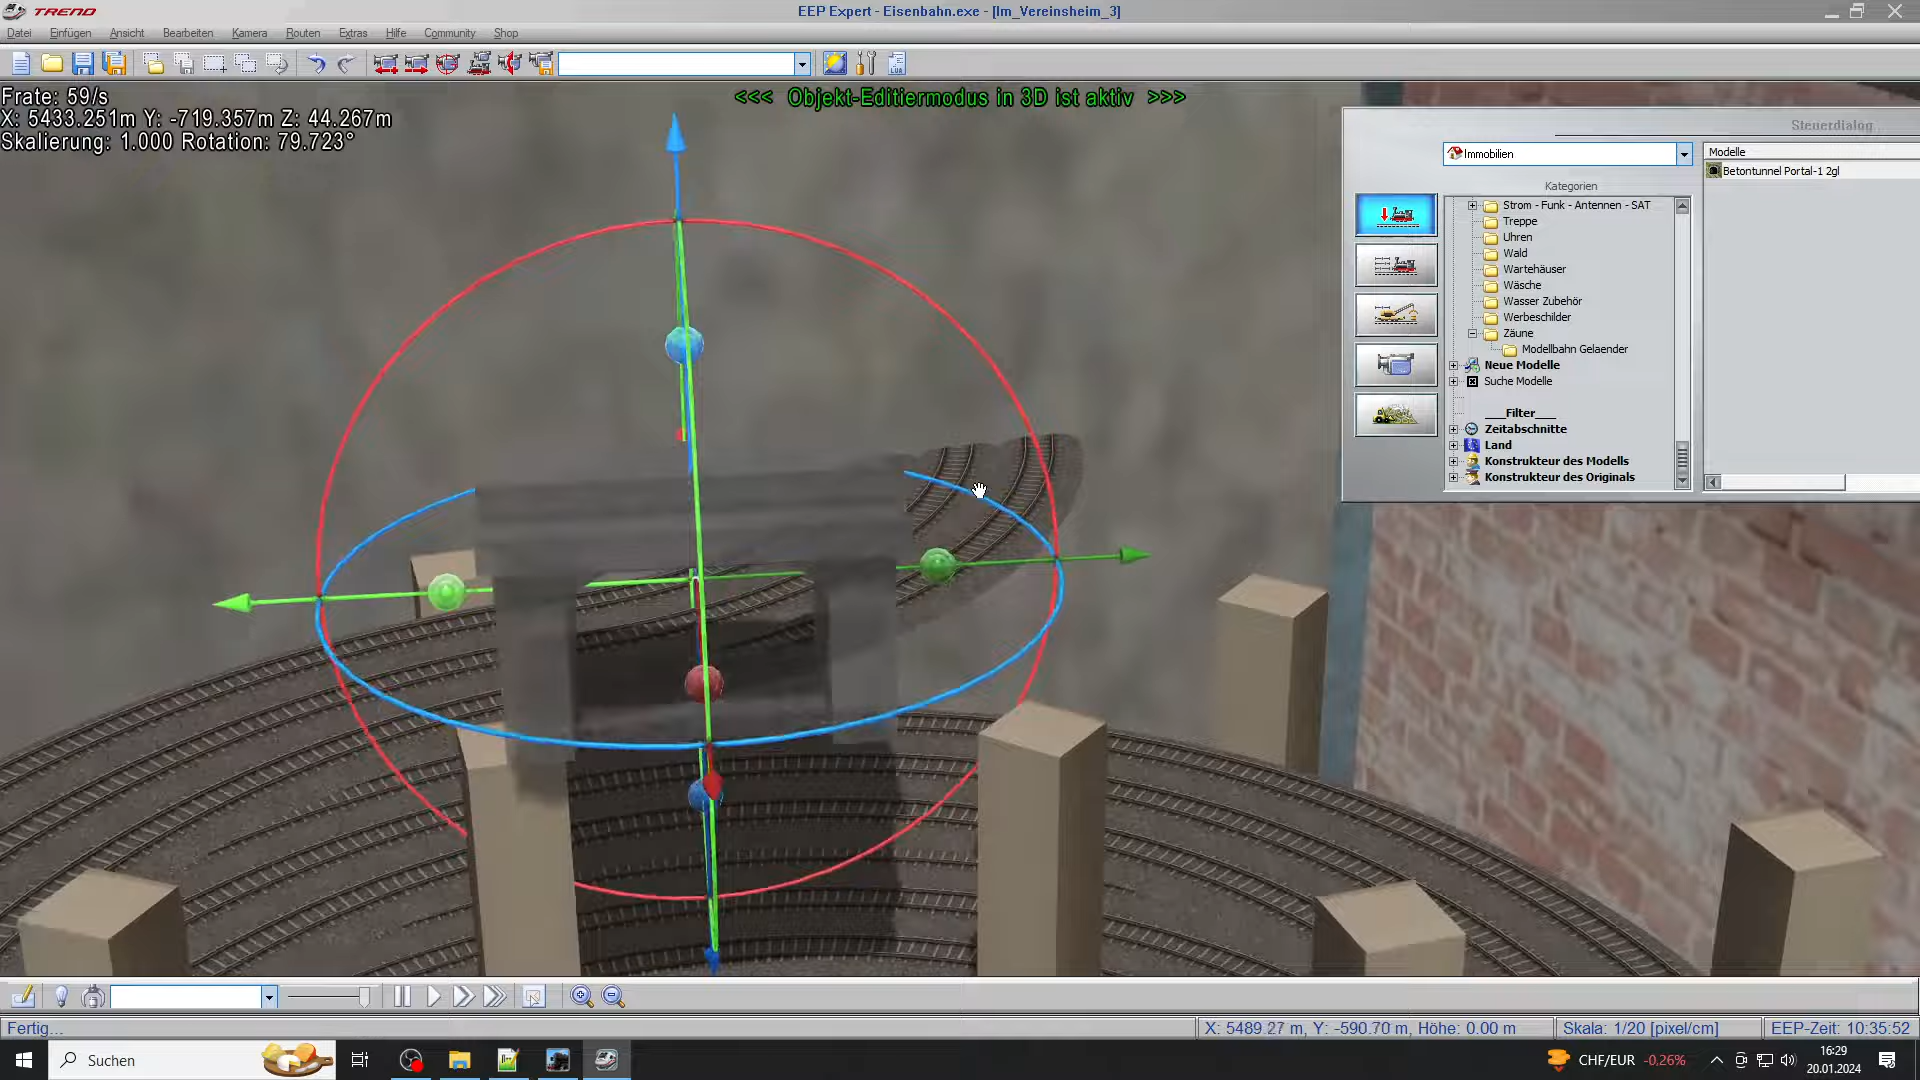 TREND
EEP Expert - Eisenbahn.exe - [Im_Vereinsheim_3]
Datei Einfügen Ansicht Bearbeiten Kamera Routen Extras Hilfe Community Shop
LUA
Frate: 59/s
X: 5433.251m Y: -719.357m Z: 44.267m
Skalierung: 1.000 Rotation: 79.723°
<<< Objekt-Editiermodus in 3D ist aktiv >>>
Steuerdialog
Immobilien
Kategorien
Strom - Funk - Antennen - SAT
Treppe
Uhren
Wald
Wartehäuser
Wäsche
Wasser Zubehör
Werbeschilder
Zäune
Modellbahn Gelaender
Neue Modelle
Suche Modelle
___Filter___
Zeitabschnitte
Land
Konstrukteur des Modells
Konstrukteur des Originals
Modelle
Betontunnel Portal-1 2gl
Fertig...
X: 5489.27 m, Y: -590.70 m, Höhe: 0.00 m
Skala: 1/20 [pixel/cm]
EEP-Zeit: 10:35:52
Suchen
CHF/EUR -0,26%
16:29
20.01.2024